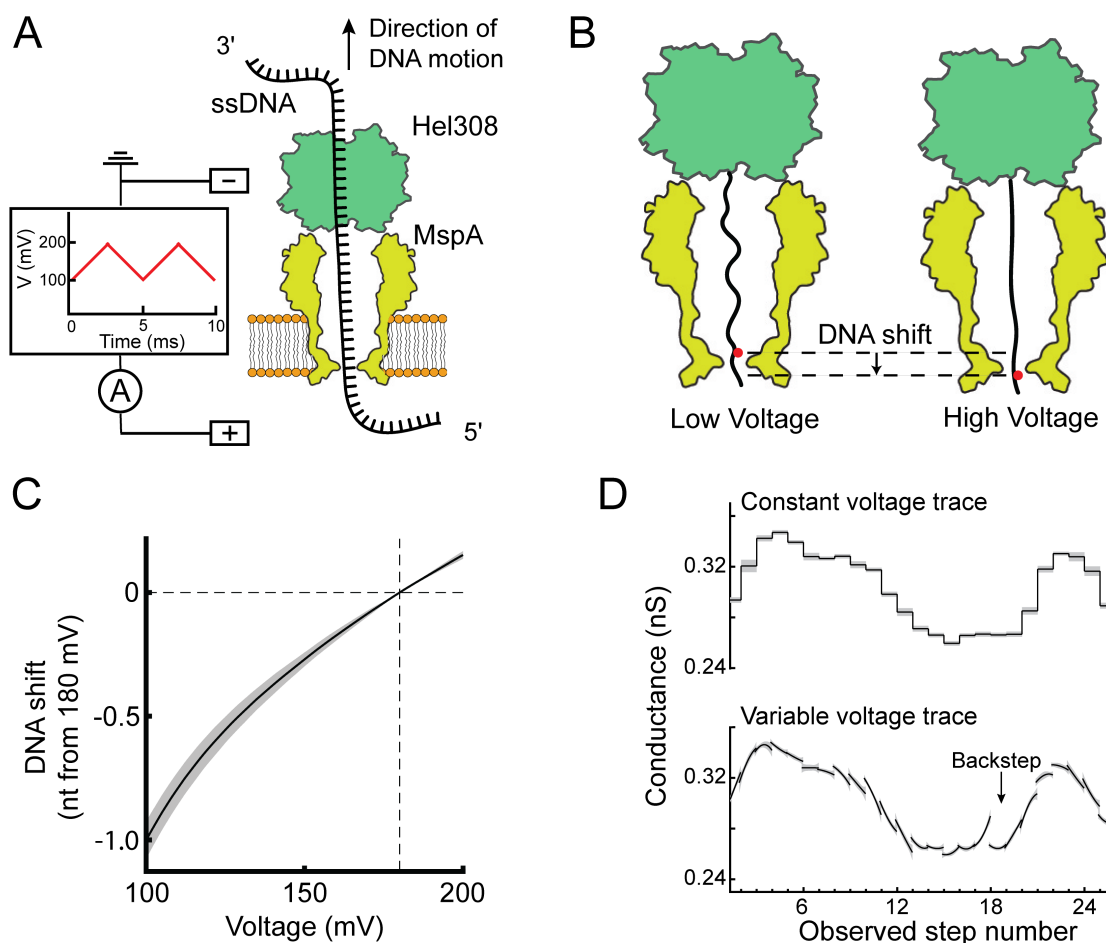 A
Direction of
DNA motion
3'
ssDNA
Hel308
−
MspA
V (mV)
200
100
0
5
10
Time (ms)
A
+
5'
B
DNA shift
Low Voltage
High Voltage
C
DNA shift
(nt from 180 mV)
0
-0.5
-1.0
100
150
200
Voltage (mV)
D
Constant voltage trace
0.32
0.24
Conductance (nS)
Variable voltage trace
Backstep
0.32
0.24
6
12
18
24
Observed step number